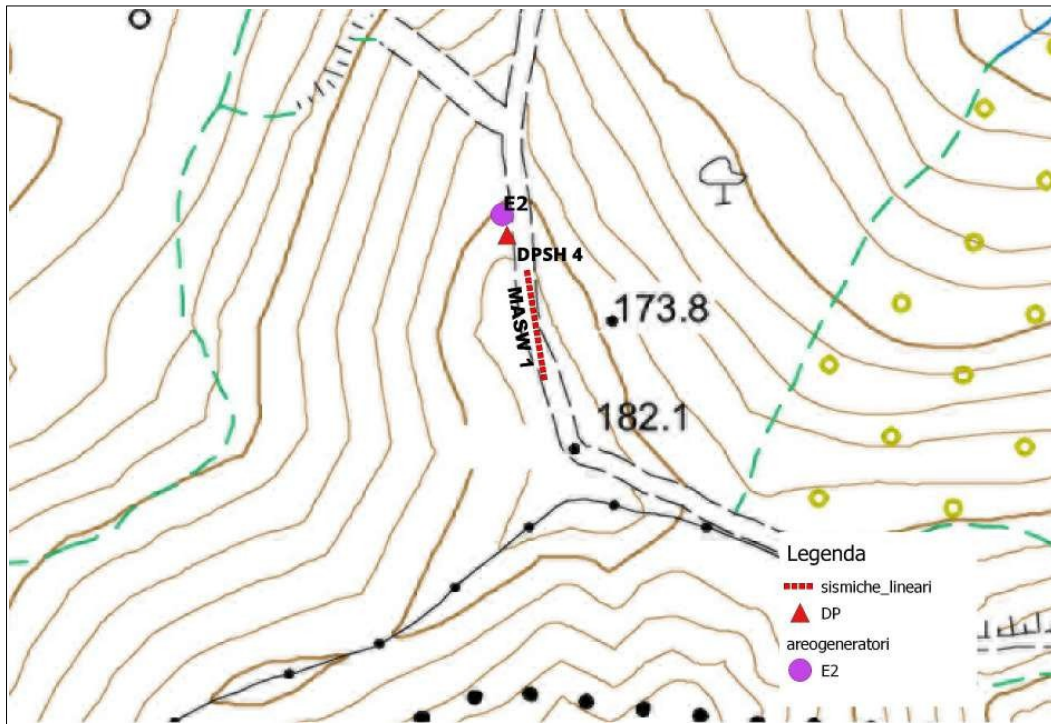 E2
DPSH 4
MASW 1
173.8
182.1
Legenda
sismiche_lineari
DP
areogeneratori
E2